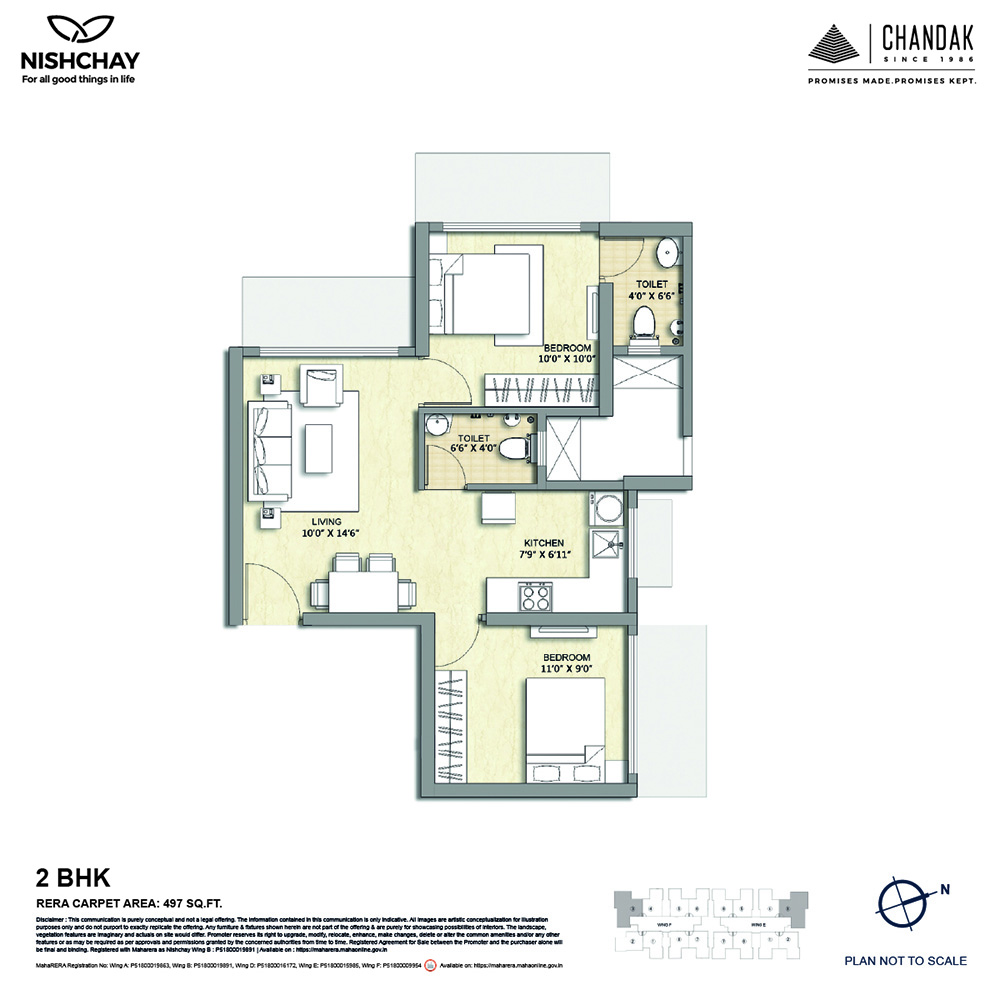 NISHCHAY
For all good things in life
CHANDAK
SINCE 1986
PROMISES MADE.PROMISES KEPT.
TOILET
4'0" X 6'6"
BEDROOM
10'0" X 10'0"
TOILET
6'6" X 4'0"
LIVING
10'0" X 14'6"
KITCHEN
7'9" X 6'11"
BEDROOM
11'0" X 9'0"
2 BHK
RERA CARPET AREA: 497 SQ.FT.
Disclaimer : This communication is purely conceptual and not a legal offering. The information contained in this communication is only indicative. All images are artistic conceptualization for illustration
purposes only and do not purport to exactly replicate the offering. Any furniture & fixtures shown herein are not part of the offering & are purely for showcasing possibilities of interiors. The landscape,
vegetation features are imaginary and actuals on site would differ. Promoter reserves its right to upgrade, modify, relocate, enhance, make changes, delete or alter the common amenities and/or any other
features or as may be required as per approvals and permissions granted by the concerned authorities from time to time. Registered Agreement for Sale between the Promoter and the purchaser alone will
be final and binding. Registered with Maharera as Nishchay Wing B : P51800019891 | Available on : https://maharera.mahaonline.gov.in
MahaRERA Registration No: Wing A: P51800019863, Wing B: P51800019891, Wing D: P51800016172, Wing E: P51800015985, Wing F: P51800009954 Available on: https://maharera.mahaonline.gov.in
WING F
WING E
N
PLAN NOT TO SCALE